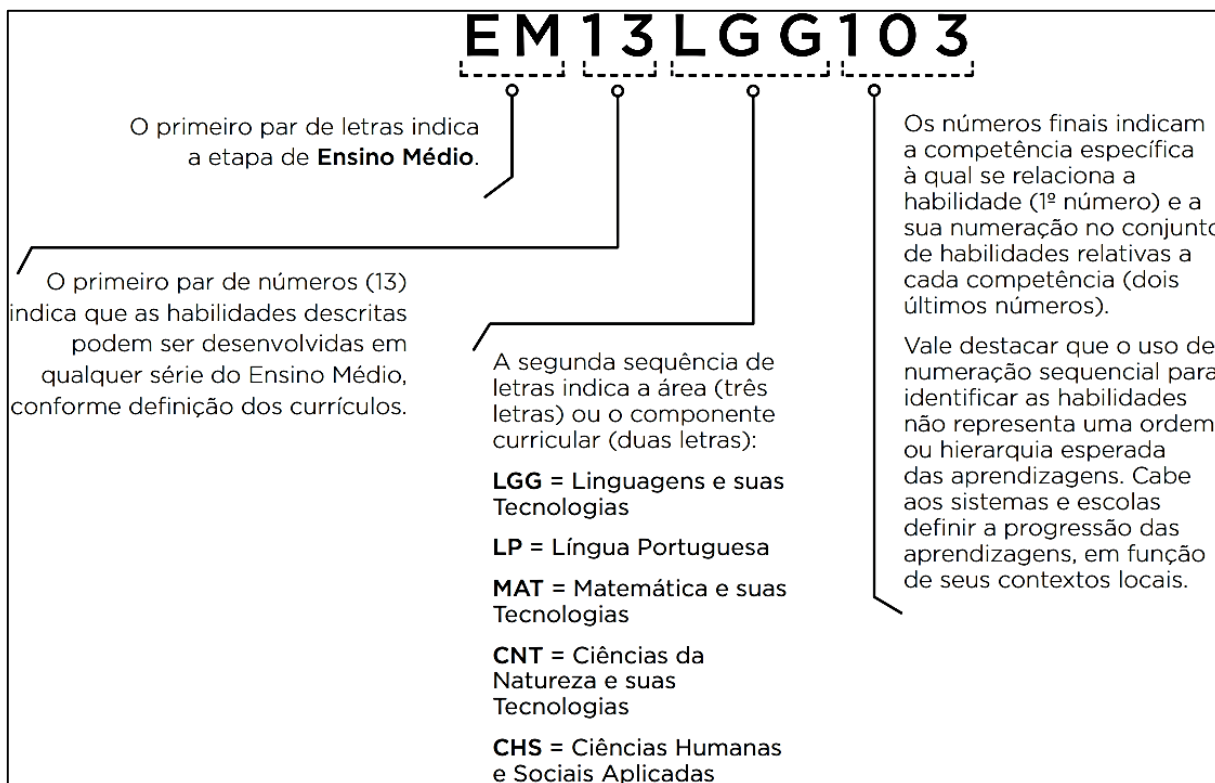 EM13LGG103
O primeiro par de letras indica
a etapa de Ensino Médio.
O primeiro par de números (13)
indica que as habilidades descritas
podem ser desenvolvidas em
qualquer série do Ensino Médio,
conforme definição dos currículos.
A segunda sequência de
letras indica a área (três
letras) ou o componente
curricular (duas letras):
LGG = Linguagens e suas
Tecnologias
LP = Língua Portuguesa
MAT = Matemática e suas
Tecnologias
CNT = Ciências da
Natureza e suas
Tecnologias
CHS = Ciências Humanas
e Sociais Aplicadas
Os números finais indicam
a competência específica
à qual se relaciona a
habilidade (1º número) e a
sua numeração no conjunto
de habilidades relativas a
cada competência (dois
últimos números).
Vale destacar que o uso de
numeração sequencial para
identificar as habilidades
não representa uma ordem
ou hierarquia esperada
das aprendizagens. Cabe
aos sistemas e escolas
definir a progressão das
aprendizagens, em função
de seus contextos locais.